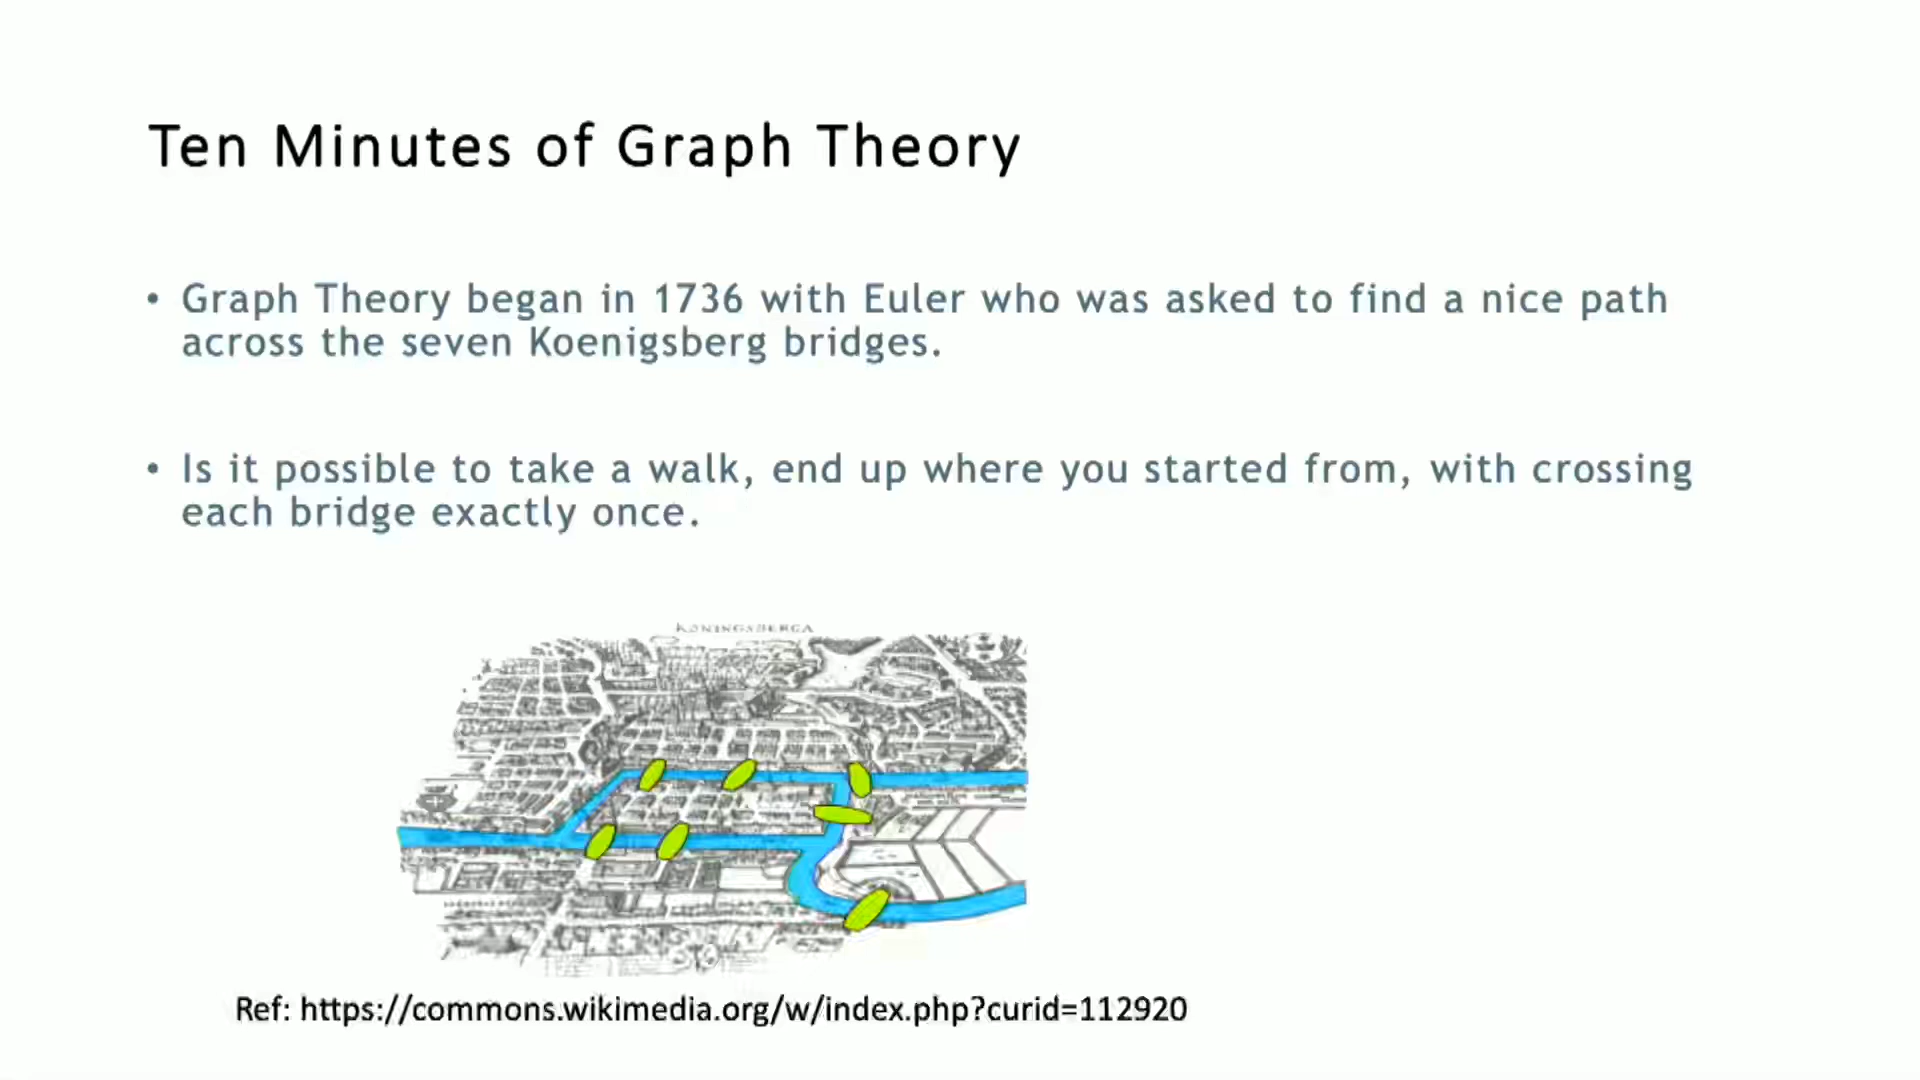 Ten Minutes of Graph Theory
• Graph Theory began in 1736 with Euler who was asked to find a nice path
across the seven Koenigsberg bridges.
• Is it possible to take a walk, end up where you started from, with crossing
each bridge exactly once.
KONINGSBERGA
Ref: https://commons.wikimedia.org/w/index.php?curid=112920